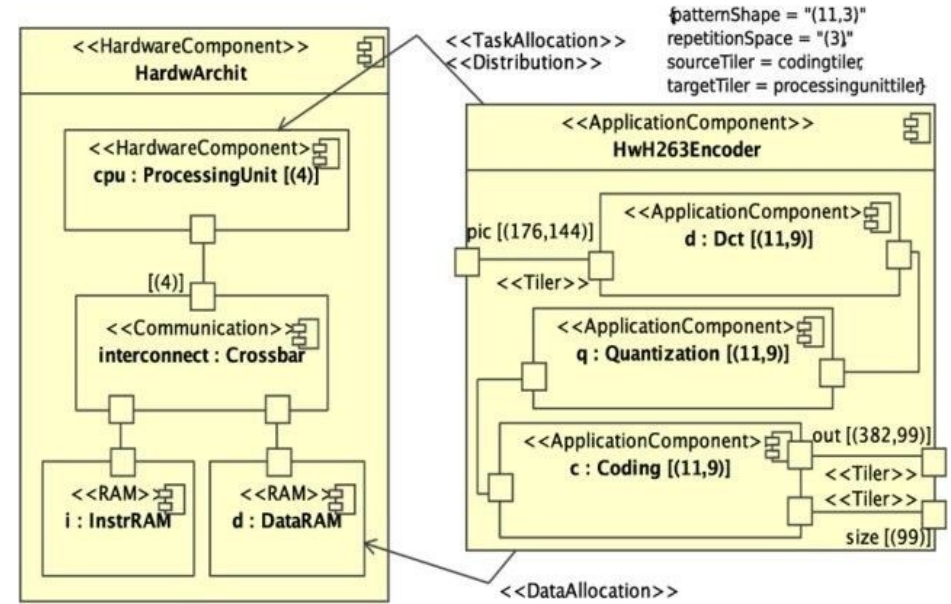 <<HardwareComponent>>
HardwArchit
<<HardwareComponent>>
cpu : ProcessingUnit [(4)]
[(4)]
<<Communication>>
interconnect : Crossbar
<<RAM>>
i : InstrRAM
<<RAM>>
d : DataRAM
<<TaskAllocation>>
<<Distribution>>
{patternShape = "(11,3)"
repetitionSpace = "(3)"
sourceTiler = codingtiler,
targetTiler = processingunittiler}
<<ApplicationComponent>>
HwH263Encoder
pic [(176,144)]
<<Tiler>>
<<ApplicationComponent>
d : Dct [(11,9)]
<<ApplicationComponent>
q : Quantization [(11,9)]
<<ApplicationComponent>
c : Coding [(11,9)]
out [(382,99)]
<<Tiler>>
<<Tiler>>
size [(99)]
<<DataAllocation>>